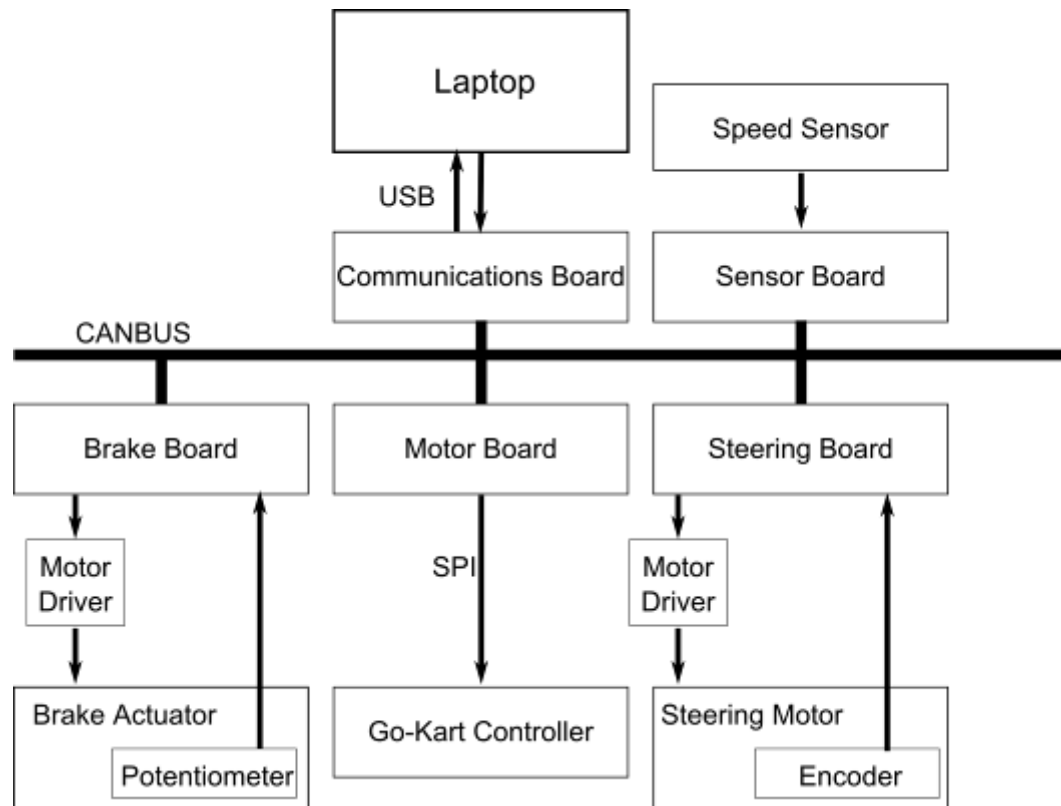 Laptop
Speed Sensor
USB
Communications Board
Sensor Board
CANBUS
Brake Board
Motor Board
Steering Board
Motor
Driver
SPI
Motor
Driver
Brake Actuator
Potentiometer
Go-Kart Controller
Steering Motor
Encoder